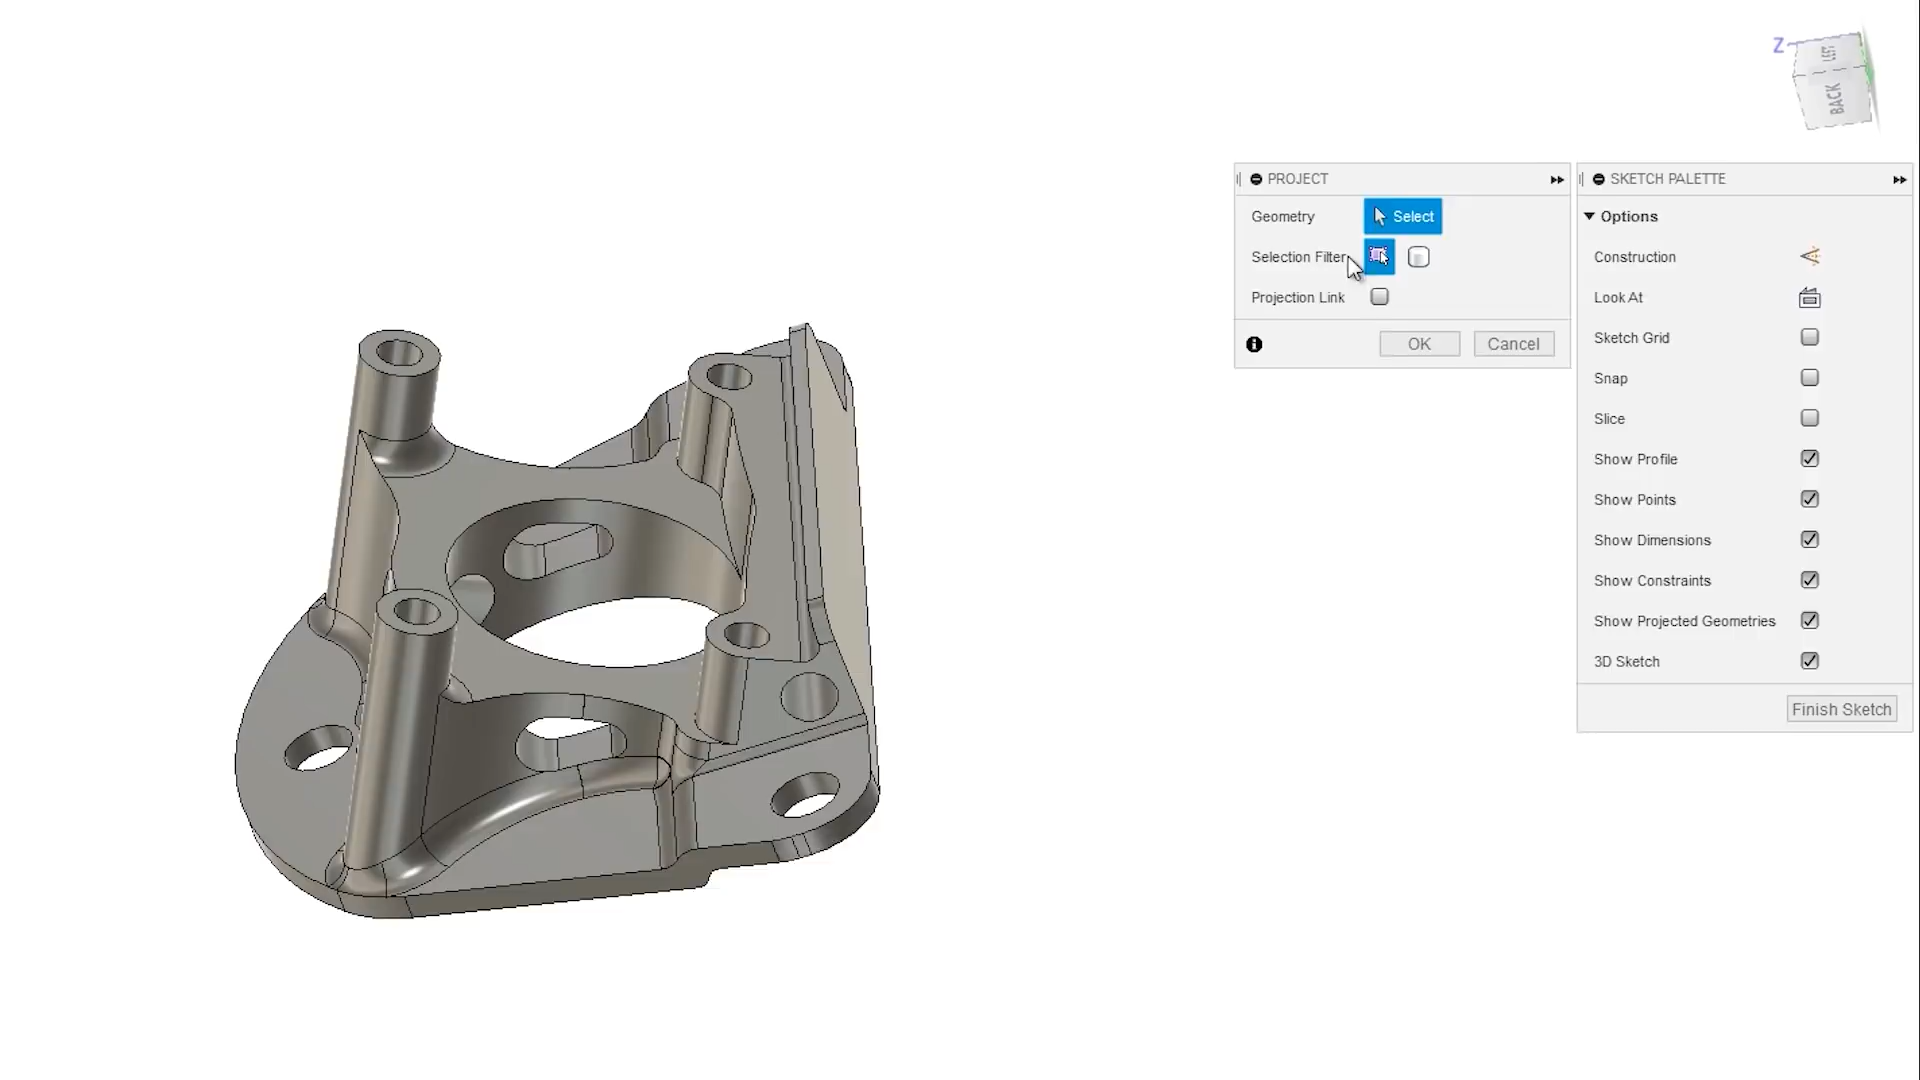 Z
LEFT
BACK
PROJECT
Geometry
Select
Selection Filter
Projection Link
OK
Cancel
SKETCH PALETTE
Options
Construction
Look At
Sketch Grid
Snap
Slice
Show Profile
Show Points
Show Dimensions
Show Constraints
Show Projected Geometries
3D Sketch
Finish Sketch